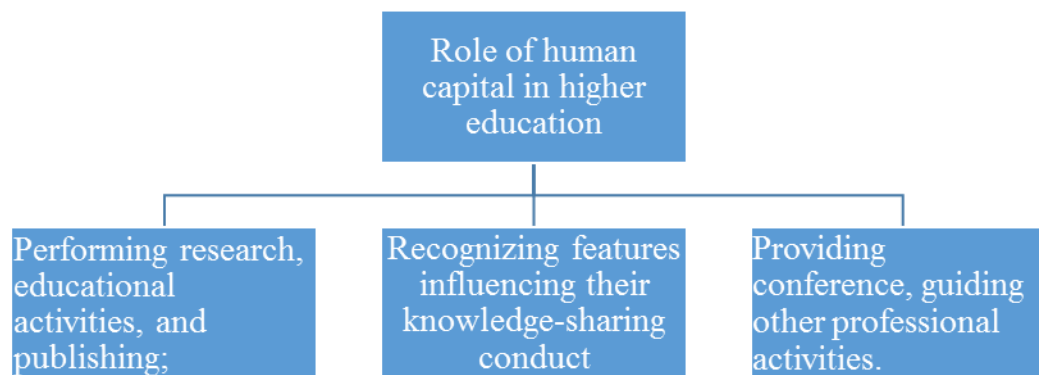 Role of human
capital in higher
education
Performing research,
educational
activities, and
publishing;
Recognizing features
influencing their
knowledge-sharing
conduct
Providing
conference, guiding
other professional
activities.